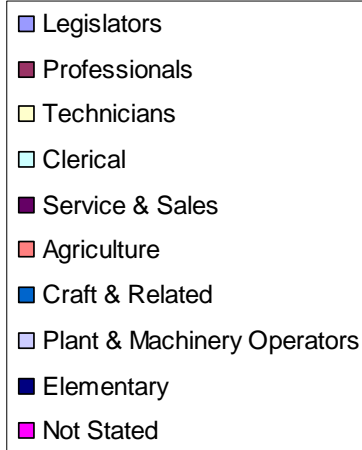 Legislators
Professionals
Technicians
Clerical
Service & Sales
Agriculture
Craft & Related
Plant & Machinery Operators
Elementary
Not Stated